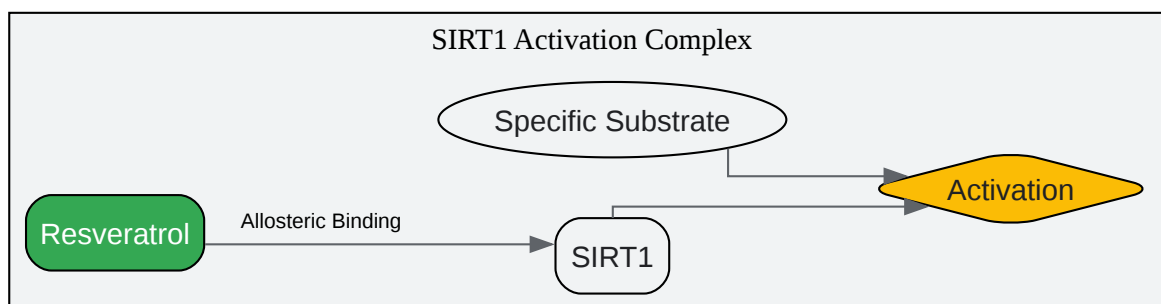 SIRT1 Activation Complex
Specific Substrate
Activation
Resveratrol
Allosteric Binding
SIRT1